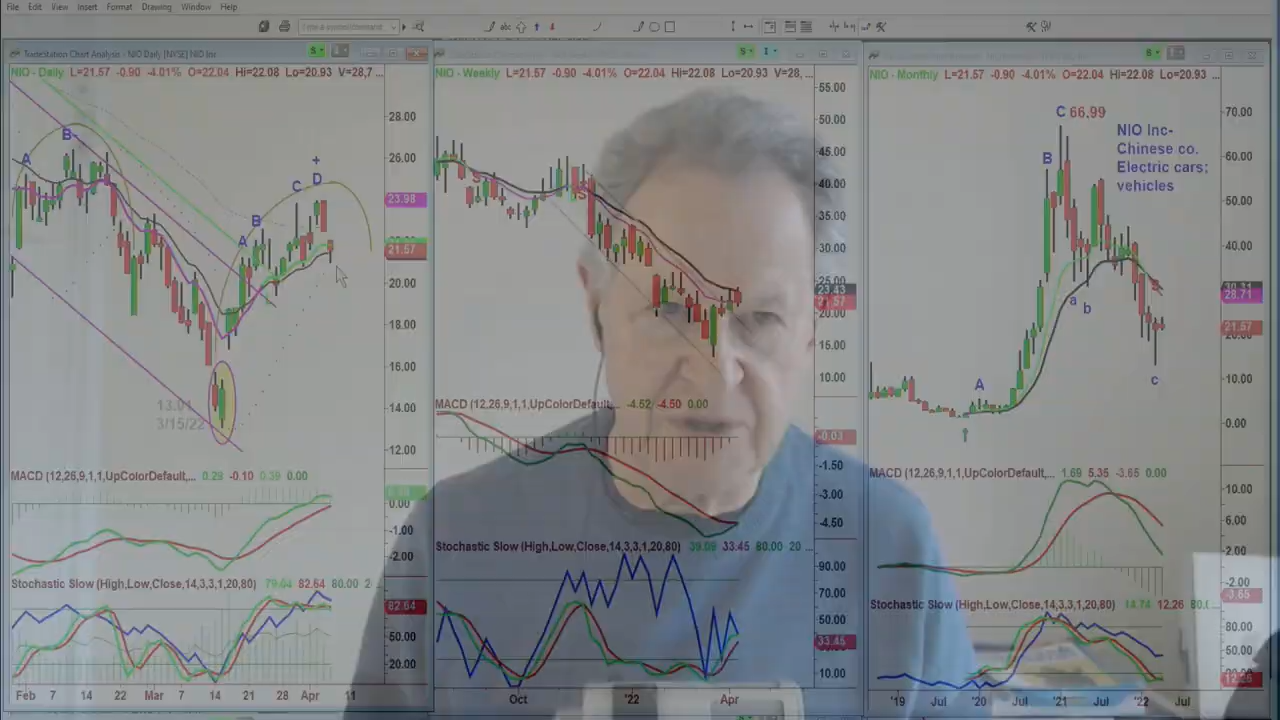 File Edit View Insert Format Drawing Window Help
abc
TradeStation Chart Analysis - NIO Daily, [NYSE] NIO Inc
NIO - Daily L=21.57 -0.90 -4.01% O=22.04 Hi=22.08 Lo=20.93 V=28,7 ...
28.00
26.00
23.98
21.57
20.00
18.00
16.00
14.00
12.00
A
B-
A
B
C
D
+
13.01
3/15/22
MACD (12,26,9,1,1,UpColorDefault,... 0.29 -0.10 0.39 0.00
0.00
-1.00
-2.00
Stochastic Slow (High,Low,Close,14,3,3,1,20,80) 79.04 82.64 80.00 2
82.64
50.00
20.00
Feb 7 14 22 Mar 7 14 21 28 Apr 11
NIO - Weekly L=21.57 -0.90 -4.01% O=22.04 Hi=22.08 Lo=20.93 V=28, ...
55.00
50.00
45.00
40.00
35.00
30.00
25.00
23.43
21.57
20.00
15.00
10.00
S
S
MACD (12,26,9,1,1,UpColorDefault,... -4.52 -4.50 0.00
-0.03
-1.50
-3.00
-4.50
Stochastic Slow (High,Low,Close,14,3,3,1,20,80) 39.09 33.45 80.00 20 ...
90.00
70.00
50.00
33.45
10.00
Oct '22 Apr
NIO - Monthly L=21.57 -0.90 -4.01% O=22.04 Hi=22.08 Lo=20.93 ...
C 66.99
B
A
a
b
c
S
NIO Inc-
Chinese co.
Electric cars;
vehicles
70.00
60.00
50.00
40.00
28.71
21.57
10.00
0.00
MACD (12,26,9,1,1,UpColorDefault,... 1.69 5.35 -3.65 0.00
10.00
6.00
2.00
-2.00
-3.65
Stochastic Slow (High,Low,Close,14,3,3,1,20,80) 14.74 12.26 80.(...
80.00
50.00
12.26
'19 Jul '20 Jul '21 Jul '22 Jul